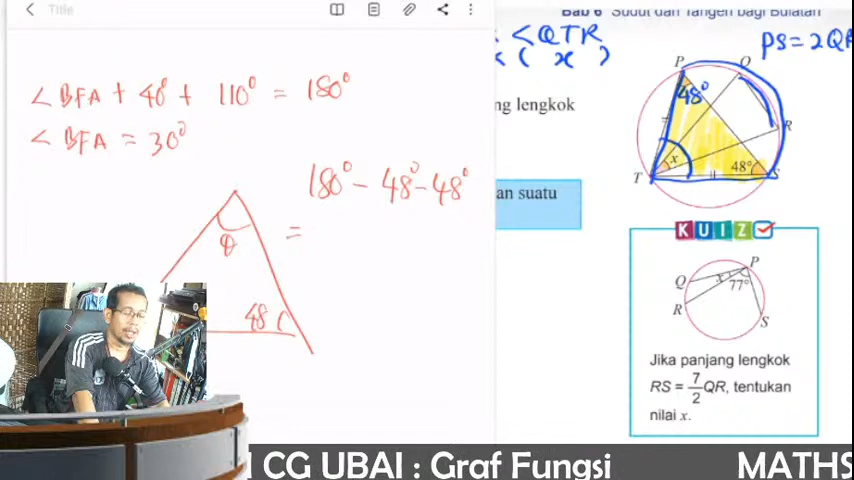 Title
∠BFA + 40° + 110° = 180°
∠BFA = 30°
180° - 48° - 48°
=
θ
48
Bab 6 Sudut dan Tangen bagi Bulatan
∠QTR
( x )
PS = 2QR
ng lengkok
an suatu
P
Q
48°
R
x
48°
T
S
KUIZ
P
Q
x
77°
R
S
Jika panjang lengkok
RS = 7/2 QR, tentukan
nilai x.
I CG UBAI : Graf Fungsi
MATHS